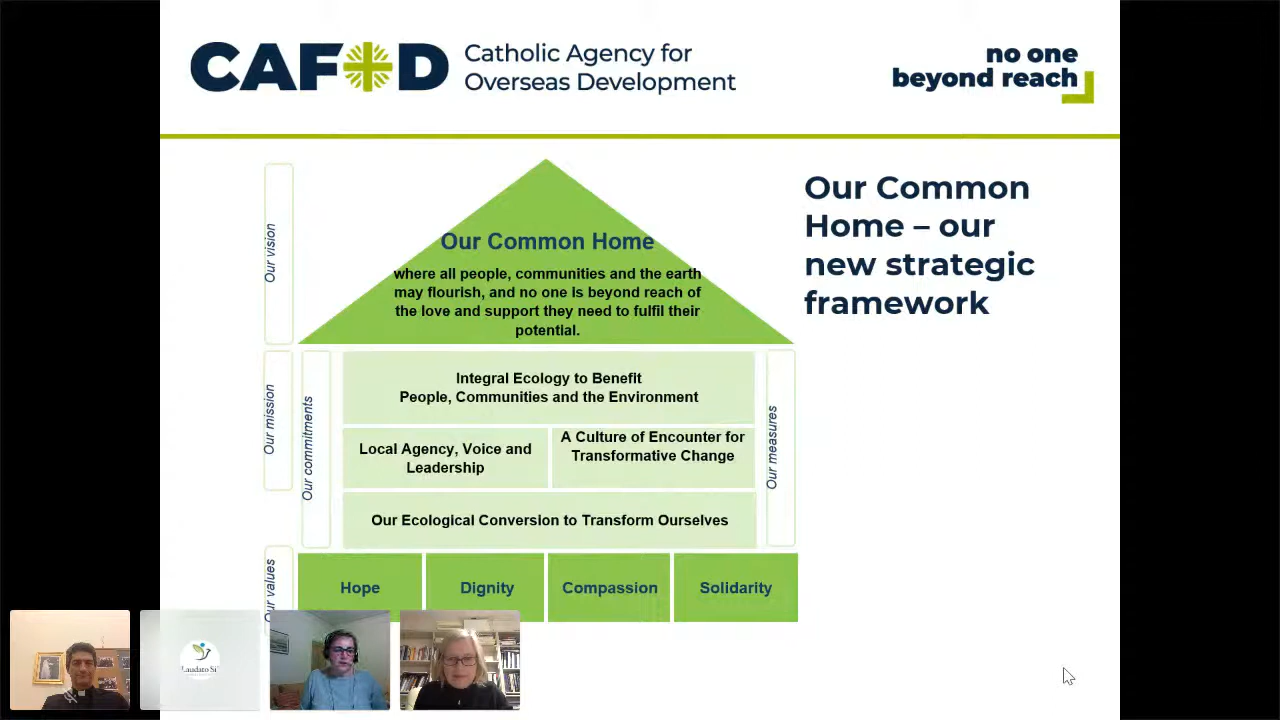 CAFOD
Catholic Agency for
Overseas Development
no one
beyond reach
Our Common
Home – our
new strategic
framework
Our vision
Our Common Home
where all people, communities and the earth
may flourish, and no one is beyond reach of
the love and support they need to fulfil their
potential.
Our mission
Our commitments
Integral Ecology to Benefit
People, Communities and the Environment
Local Agency, Voice and
Leadership
A Culture of Encounter for
Transformative Change
Our Ecological Conversion to Transform Ourselves
Our measures
Our values
Hope
Dignity
Compassion
Solidarity
Laudato Si'